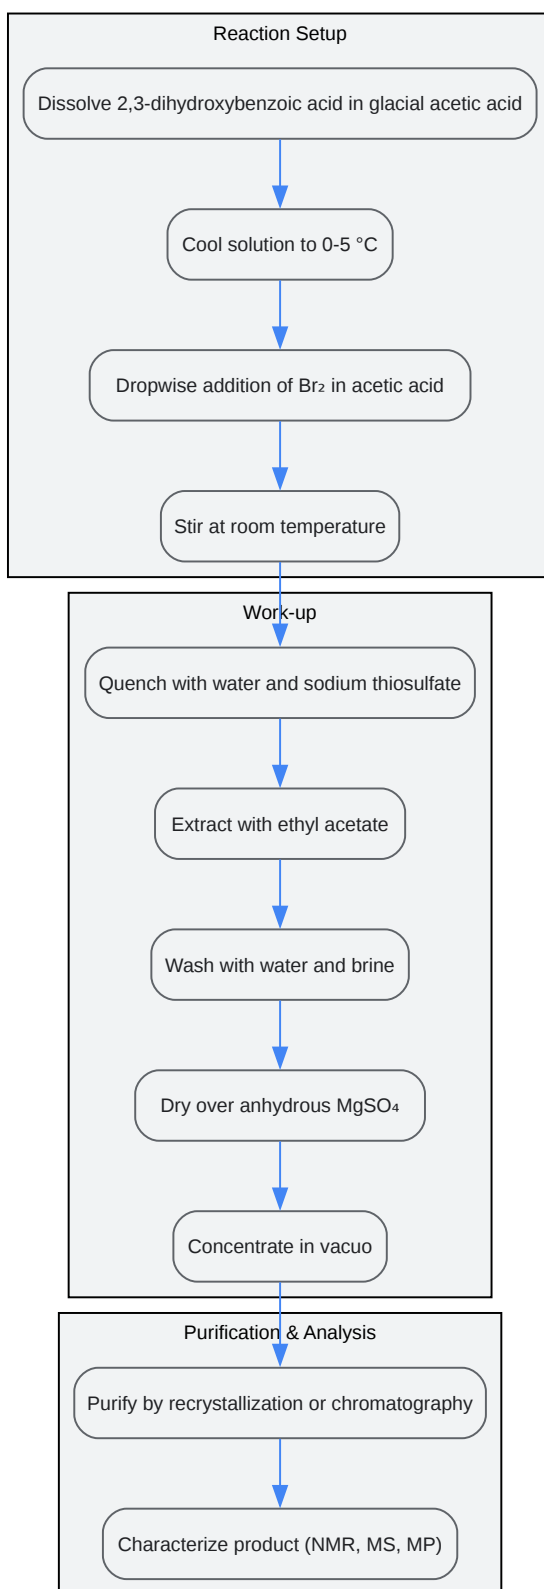 Reaction Setup
Dissolve 2,3-dihydroxybenzoic acid in glacial acetic acid
Cool solution to 0-5 °C
Dropwise addition of Br₂ in acetic acid
Stir at room temperature
Work-up
Quench with water and sodium thiosulfate
Extract with ethyl acetate
Wash with water and brine
Dry over anhydrous MgSO₄
Concentrate in vacuo
Purification & Analysis
Purify by recrystallization or chromatography
Characterize product (NMR, MS, MP)